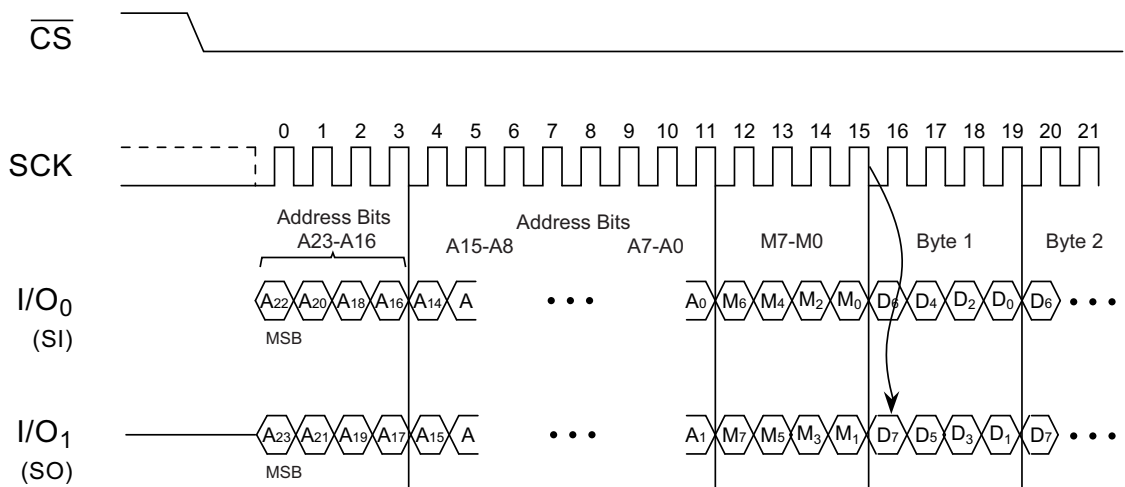 CS
0 1 2 3 4 5 6 7 8 9 10 11 12 13 14 15 16 17 18 19 20 21
SCK
Address Bits
A23-A16
Address Bits
A15-A8
A7-A0
M7-M0
Byte 1
Byte 2
I/O0
(SI)
A22 A20 A18 A16 A14 A • • • A0 M6 M4 M2 M0 D6 D4 D2 D0 D6 • • •
MSB
I/O1
(SO)
A23 A21 A19 A17 A15 A • • • A1 M7 M5 M3 M1 D7 D5 D3 D1 D7 • • •
MSB